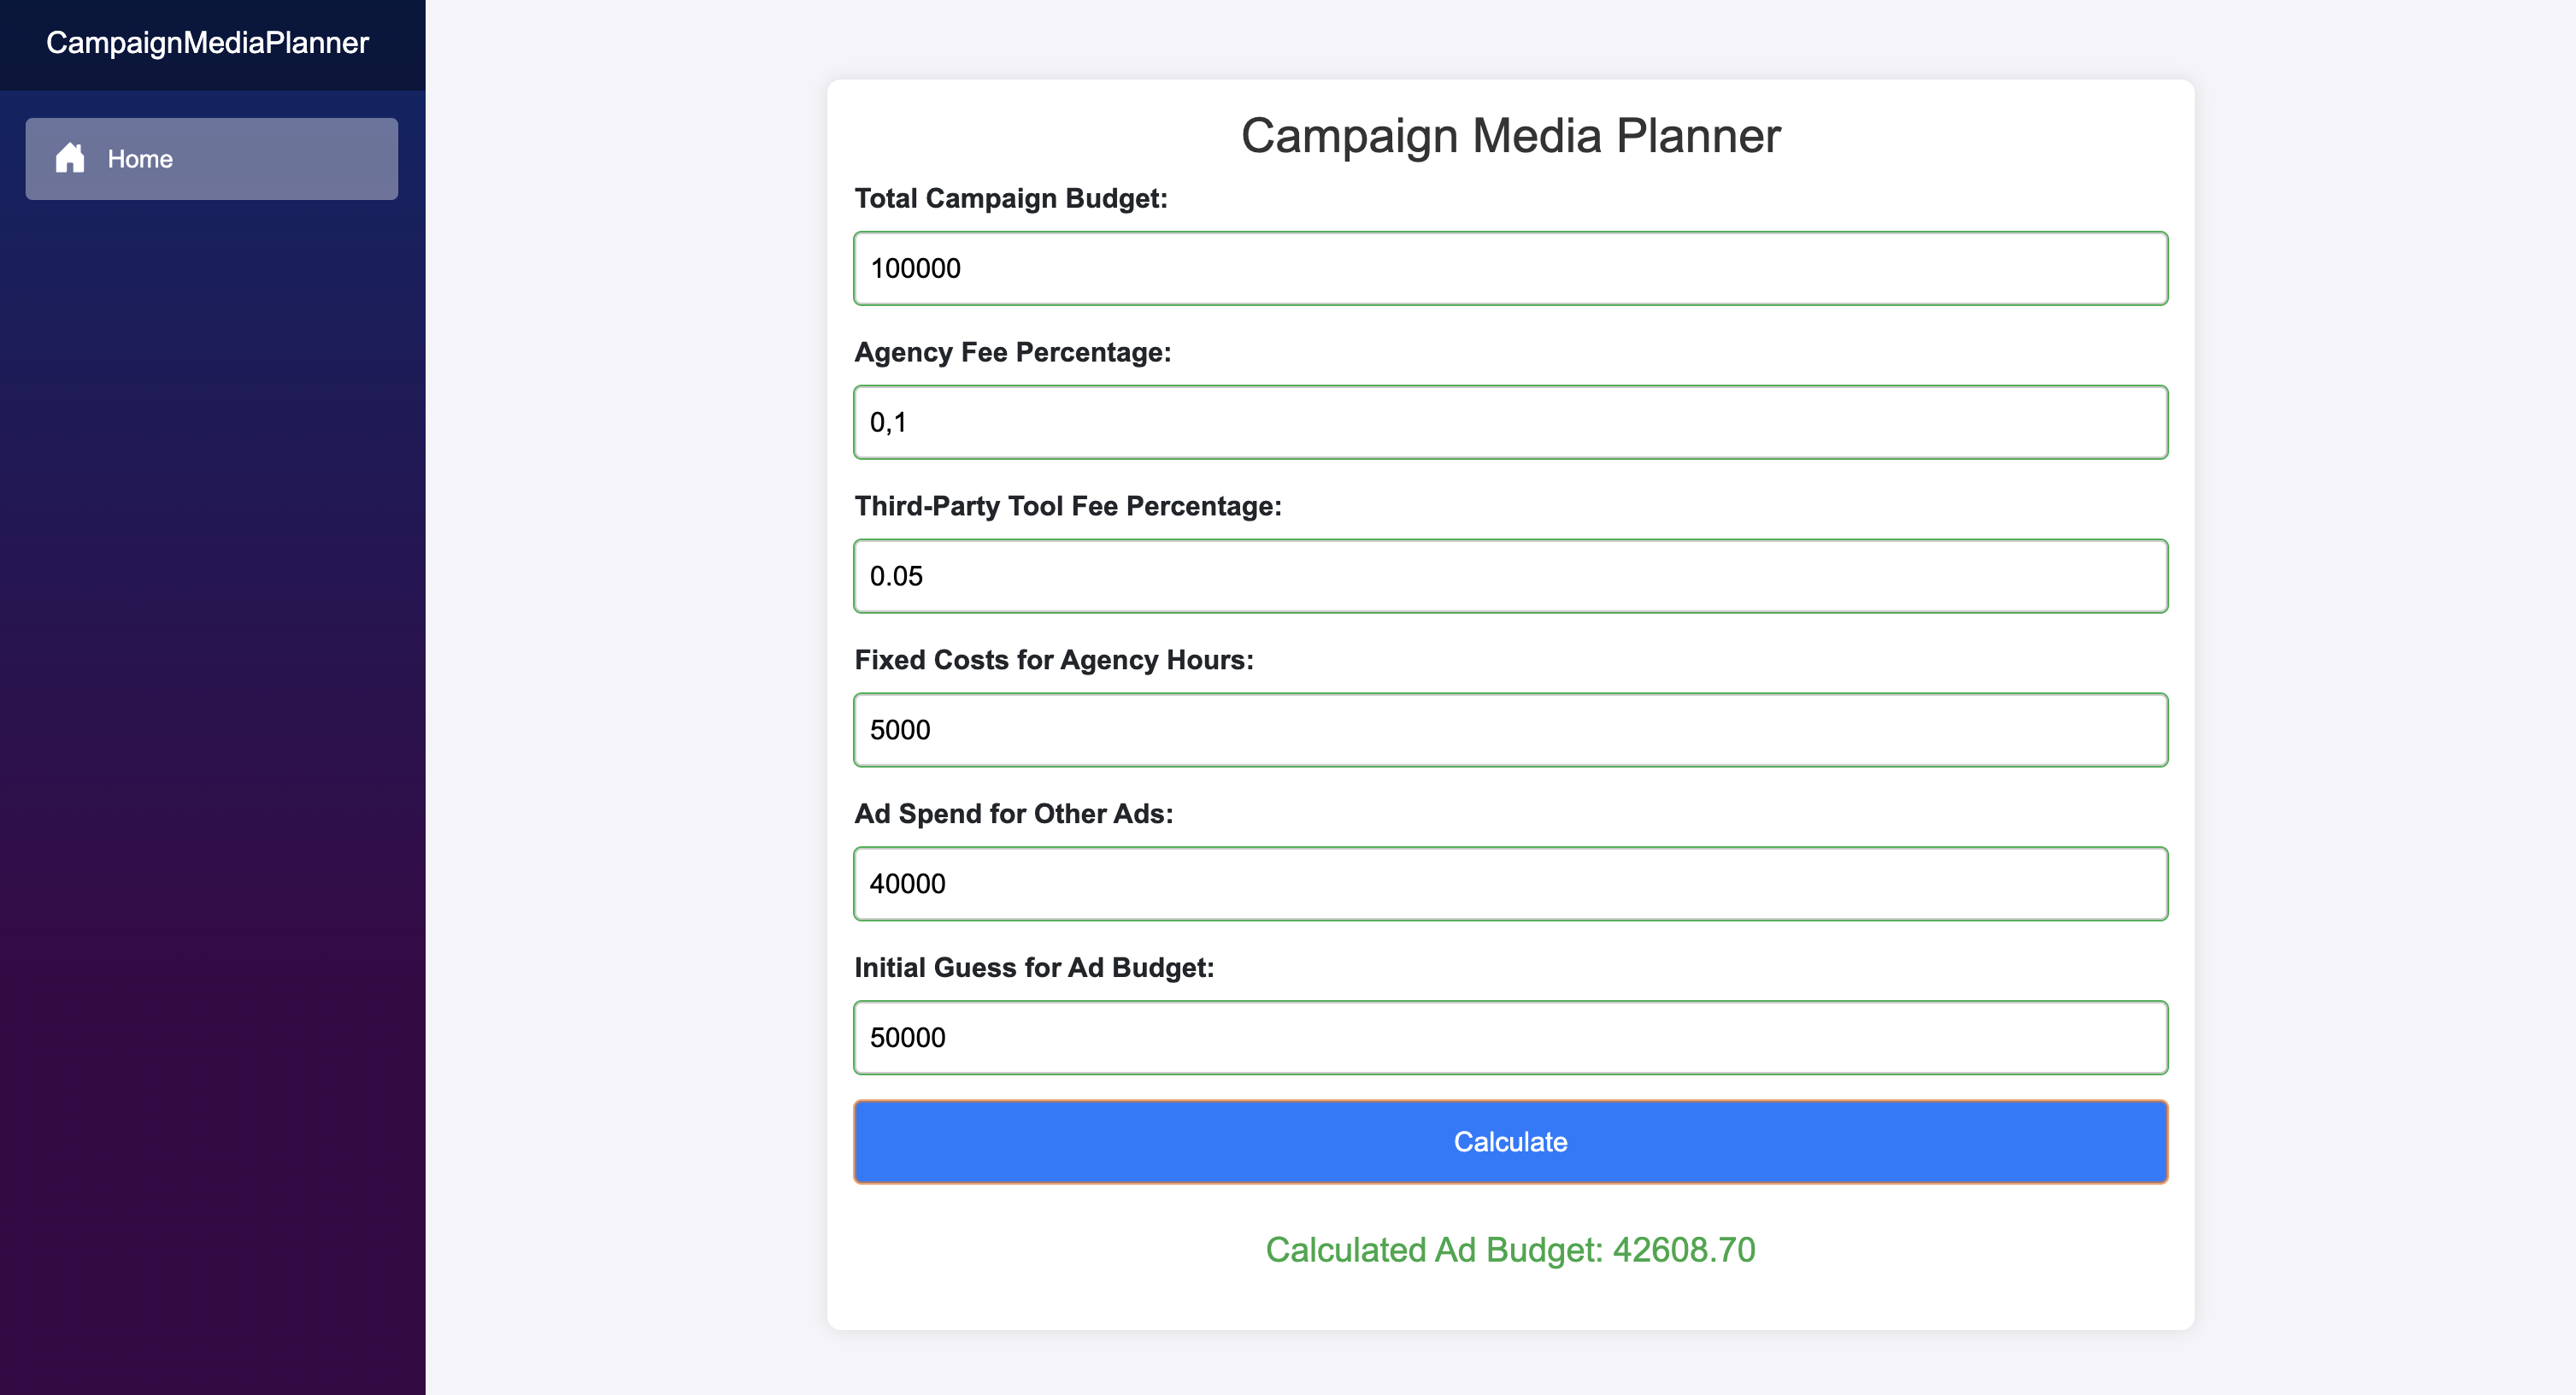 CampaignMediaPlanner
Home
Campaign Media Planner
Total Campaign Budget:
100000
Agency Fee Percentage:
0,1
Third-Party Tool Fee Percentage:
0.05
Fixed Costs for Agency Hours:
5000
Ad Spend for Other Ads:
40000
Initial Guess for Ad Budget:
50000
Calculate
Calculated Ad Budget: 42608.70